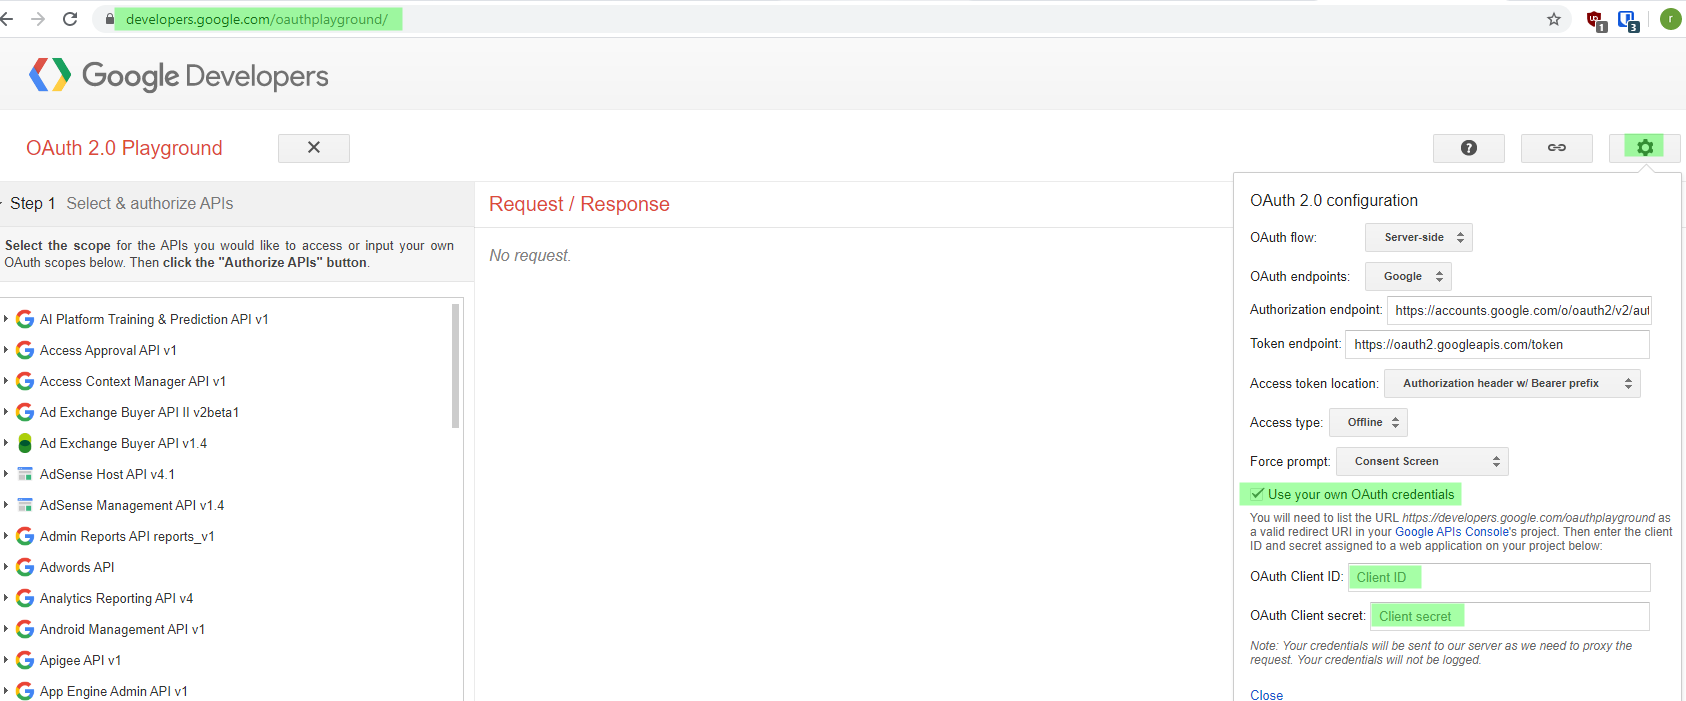 developers.google.com/oauthplayground/
1
3
r
Google Developers
OAuth 2.0 Playground
Step 1 Select & authorize APIs
Select the scope for the APIs you would like to access or input your own
OAuth scopes below. Then click the "Authorize APIs" button.
AI Platform Training & Prediction API v1
Access Approval API v1
Access Context Manager API v1
Ad Exchange Buyer API II v2beta1
Ad Exchange Buyer API v1.4
AdSense Host API v4.1
AdSense Management API v1.4
Admin Reports API reports_v1
Adwords API
Analytics Reporting API v4
Android Management API v1
Apigee API v1
App Engine Admin API v1
Request / Response
No request.
OAuth 2.0 configuration
OAuth flow: Server-side
OAuth endpoints: Google
Authorization endpoint: https://accounts.google.com/o/oauth2/v2/aut
Token endpoint: https://oauth2.googleapis.com/token
Access token location: Authorization header w/ Bearer prefix
Access type: Offline
Force prompt: Consent Screen
Use your own OAuth credentials
You will need to list the URL https://developers.google.com/oauthplayground as
a valid redirect URI in your Google APIs Console's project. Then enter the client
ID and secret assigned to a web application on your project below:
OAuth Client ID: Client ID
OAuth Client secret: Client secret
Note: Your credentials will be sent to our server as we need to proxy the
request. Your credentials will not be logged.
Close